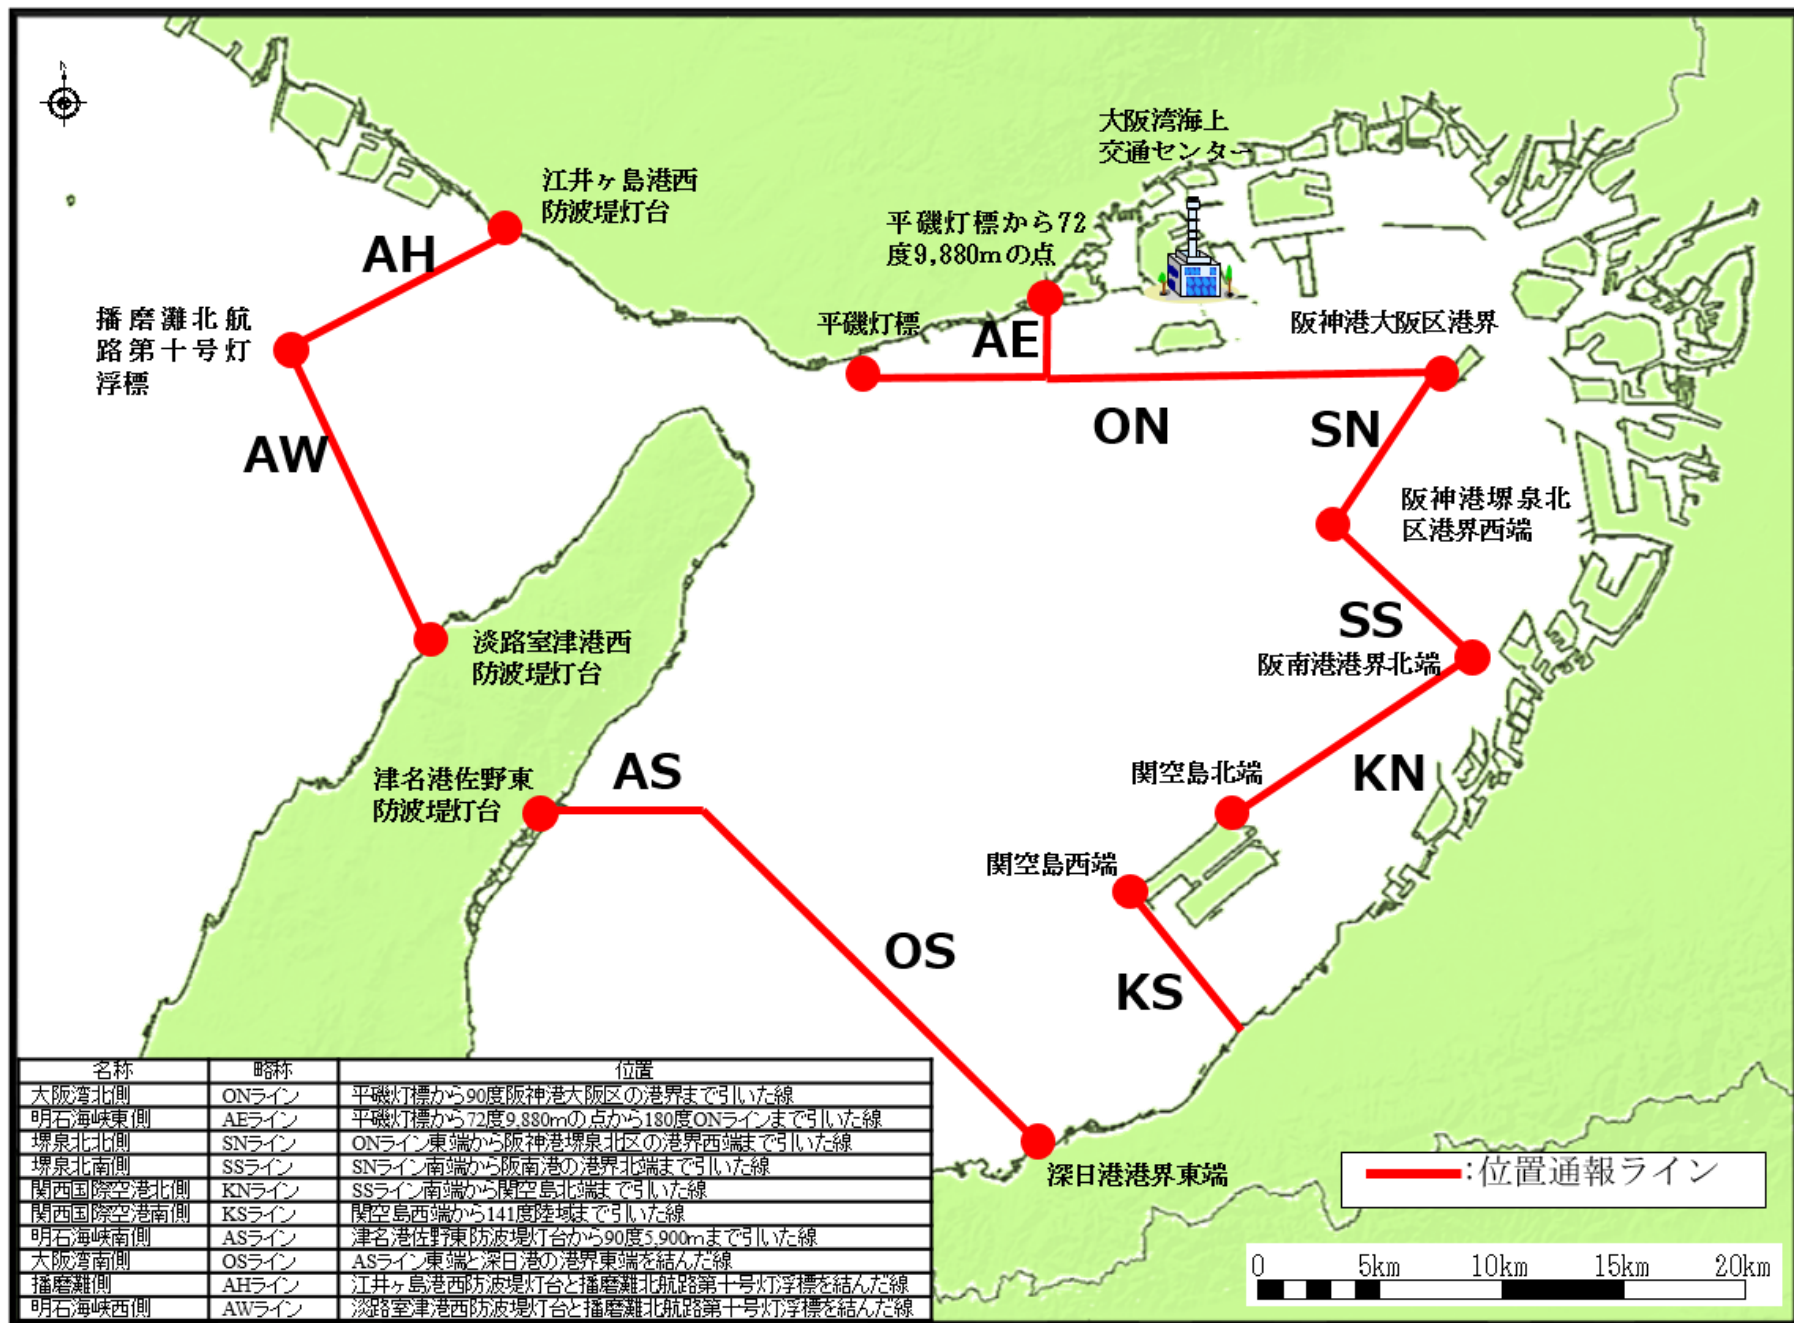 N
大阪湾海上
交通センター
江井ヶ島港西
防波堤灯台
平磯灯標から72
度9,880mの点
AH
播磨灘北航
路第十号灯
浮標
平磯灯標
AE
阪神港大阪区港界
ON
SN
AW
阪神港堺泉北
区港界西端
SS
淡路室津港西
防波堤灯台
阪南港港界北端
津名港佐野東
防波堤灯台
AS
関空島北端
KN
関空島西端
OS
KS
深日港港界東端
名称 略称 位置
大阪湾北側 ONライン 平磯灯標から90度阪神港大阪区の港界まで引いた線
明石海峡東側 AEライン 平磯灯標から72度9,880mの点から180度ONラインまで引いた線
堺泉北北側 SNライン ONライン東端から阪神港堺泉北区の港界西端まで引いた線
堺泉北南側 SSライン SNライン南端から阪南港の港界北端まで引いた線
関西国際空港北側 KNライン SSライン南端から関空島北端まで引いた線
関西国際空港南側 KSライン 関空島西端から141度陸域まで引いた線
明石海峡南側 ASライン 津名港佐野東防波堤灯台から90度5,900mまで引いた線
大阪湾南側 OSライン ASライン東端と深日港の港界東端を結んだ線
播磨灘側 AHライン 江井ヶ島港西防波堤灯台と播磨灘北航路第十号灯浮標を結んだ線
明石海峡西側 AWライン 淡路室津港西防波堤灯台と播磨灘北航路第十号灯浮標を結んだ線
:位置通報ライン
0 5km 10km 15km 20km